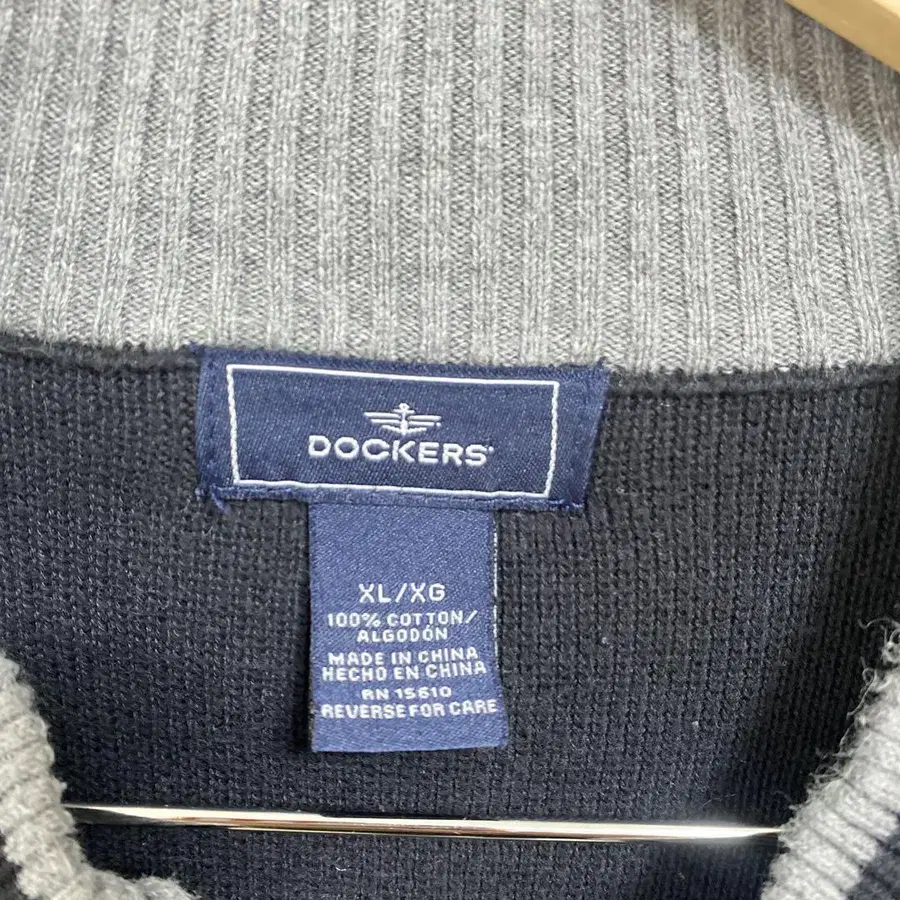 DOCKERS
XL/XG
100% COTTON/
ALGODÓN
MADE IN CHINA
HECHO EN CHINA
RN 15610
REVERSE FOR CARE